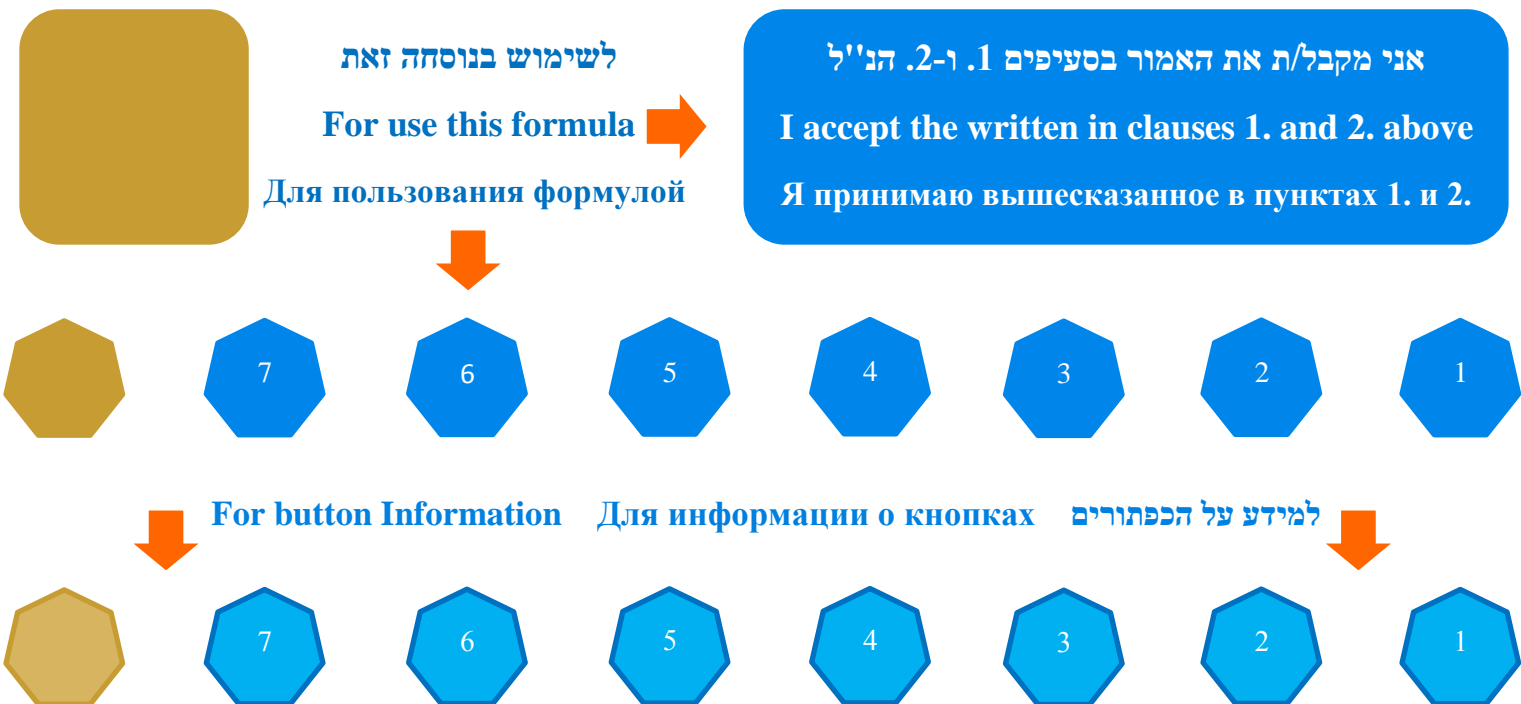 לשימוש בנוסחה זאת
For use this formula
Для пользования формулой
אני מקבל/ת את האמור בסעיפים 1. ו-2. הנ''ל
I accept the written in clauses 1. and 2. above
Я принимаю вышесказанное в пунктах 1. и 2.
7 6 5 4 3 2 1
For button Information Для информации о кнопках למידע על הכפתורים
7 6 5 4 3 2 1